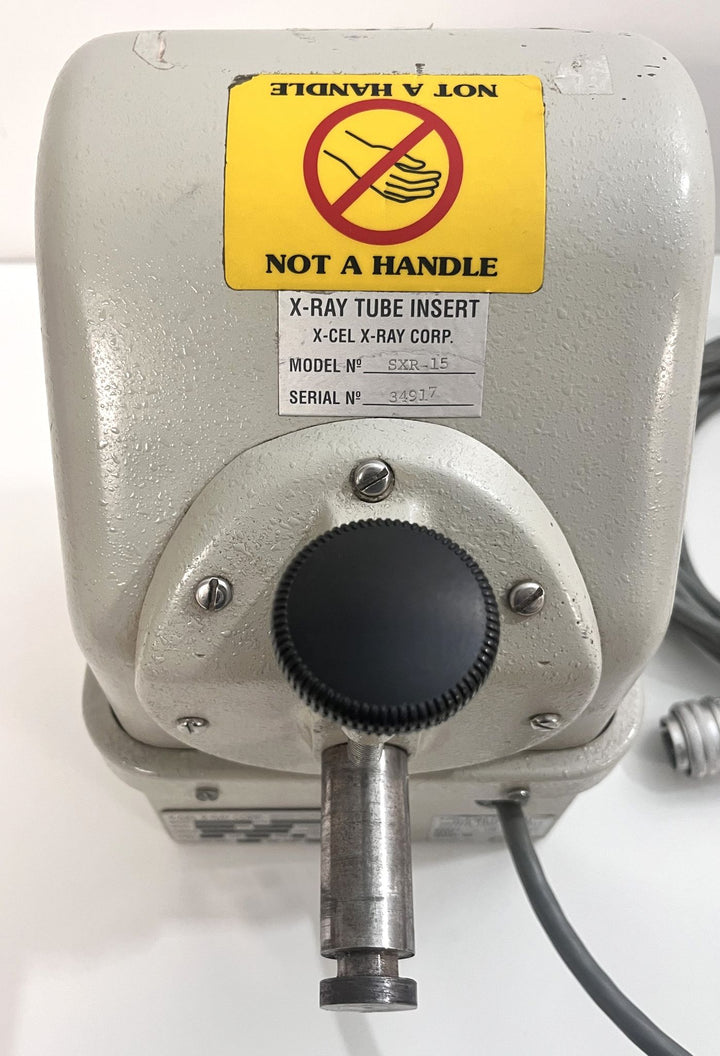 NOT A HANDLE
NOT A HANDLE
X-RAY TUBE INSERT
X-CEL X-RAY CORP.
MODEL Nº SXR-15
SERIAL Nº 34917